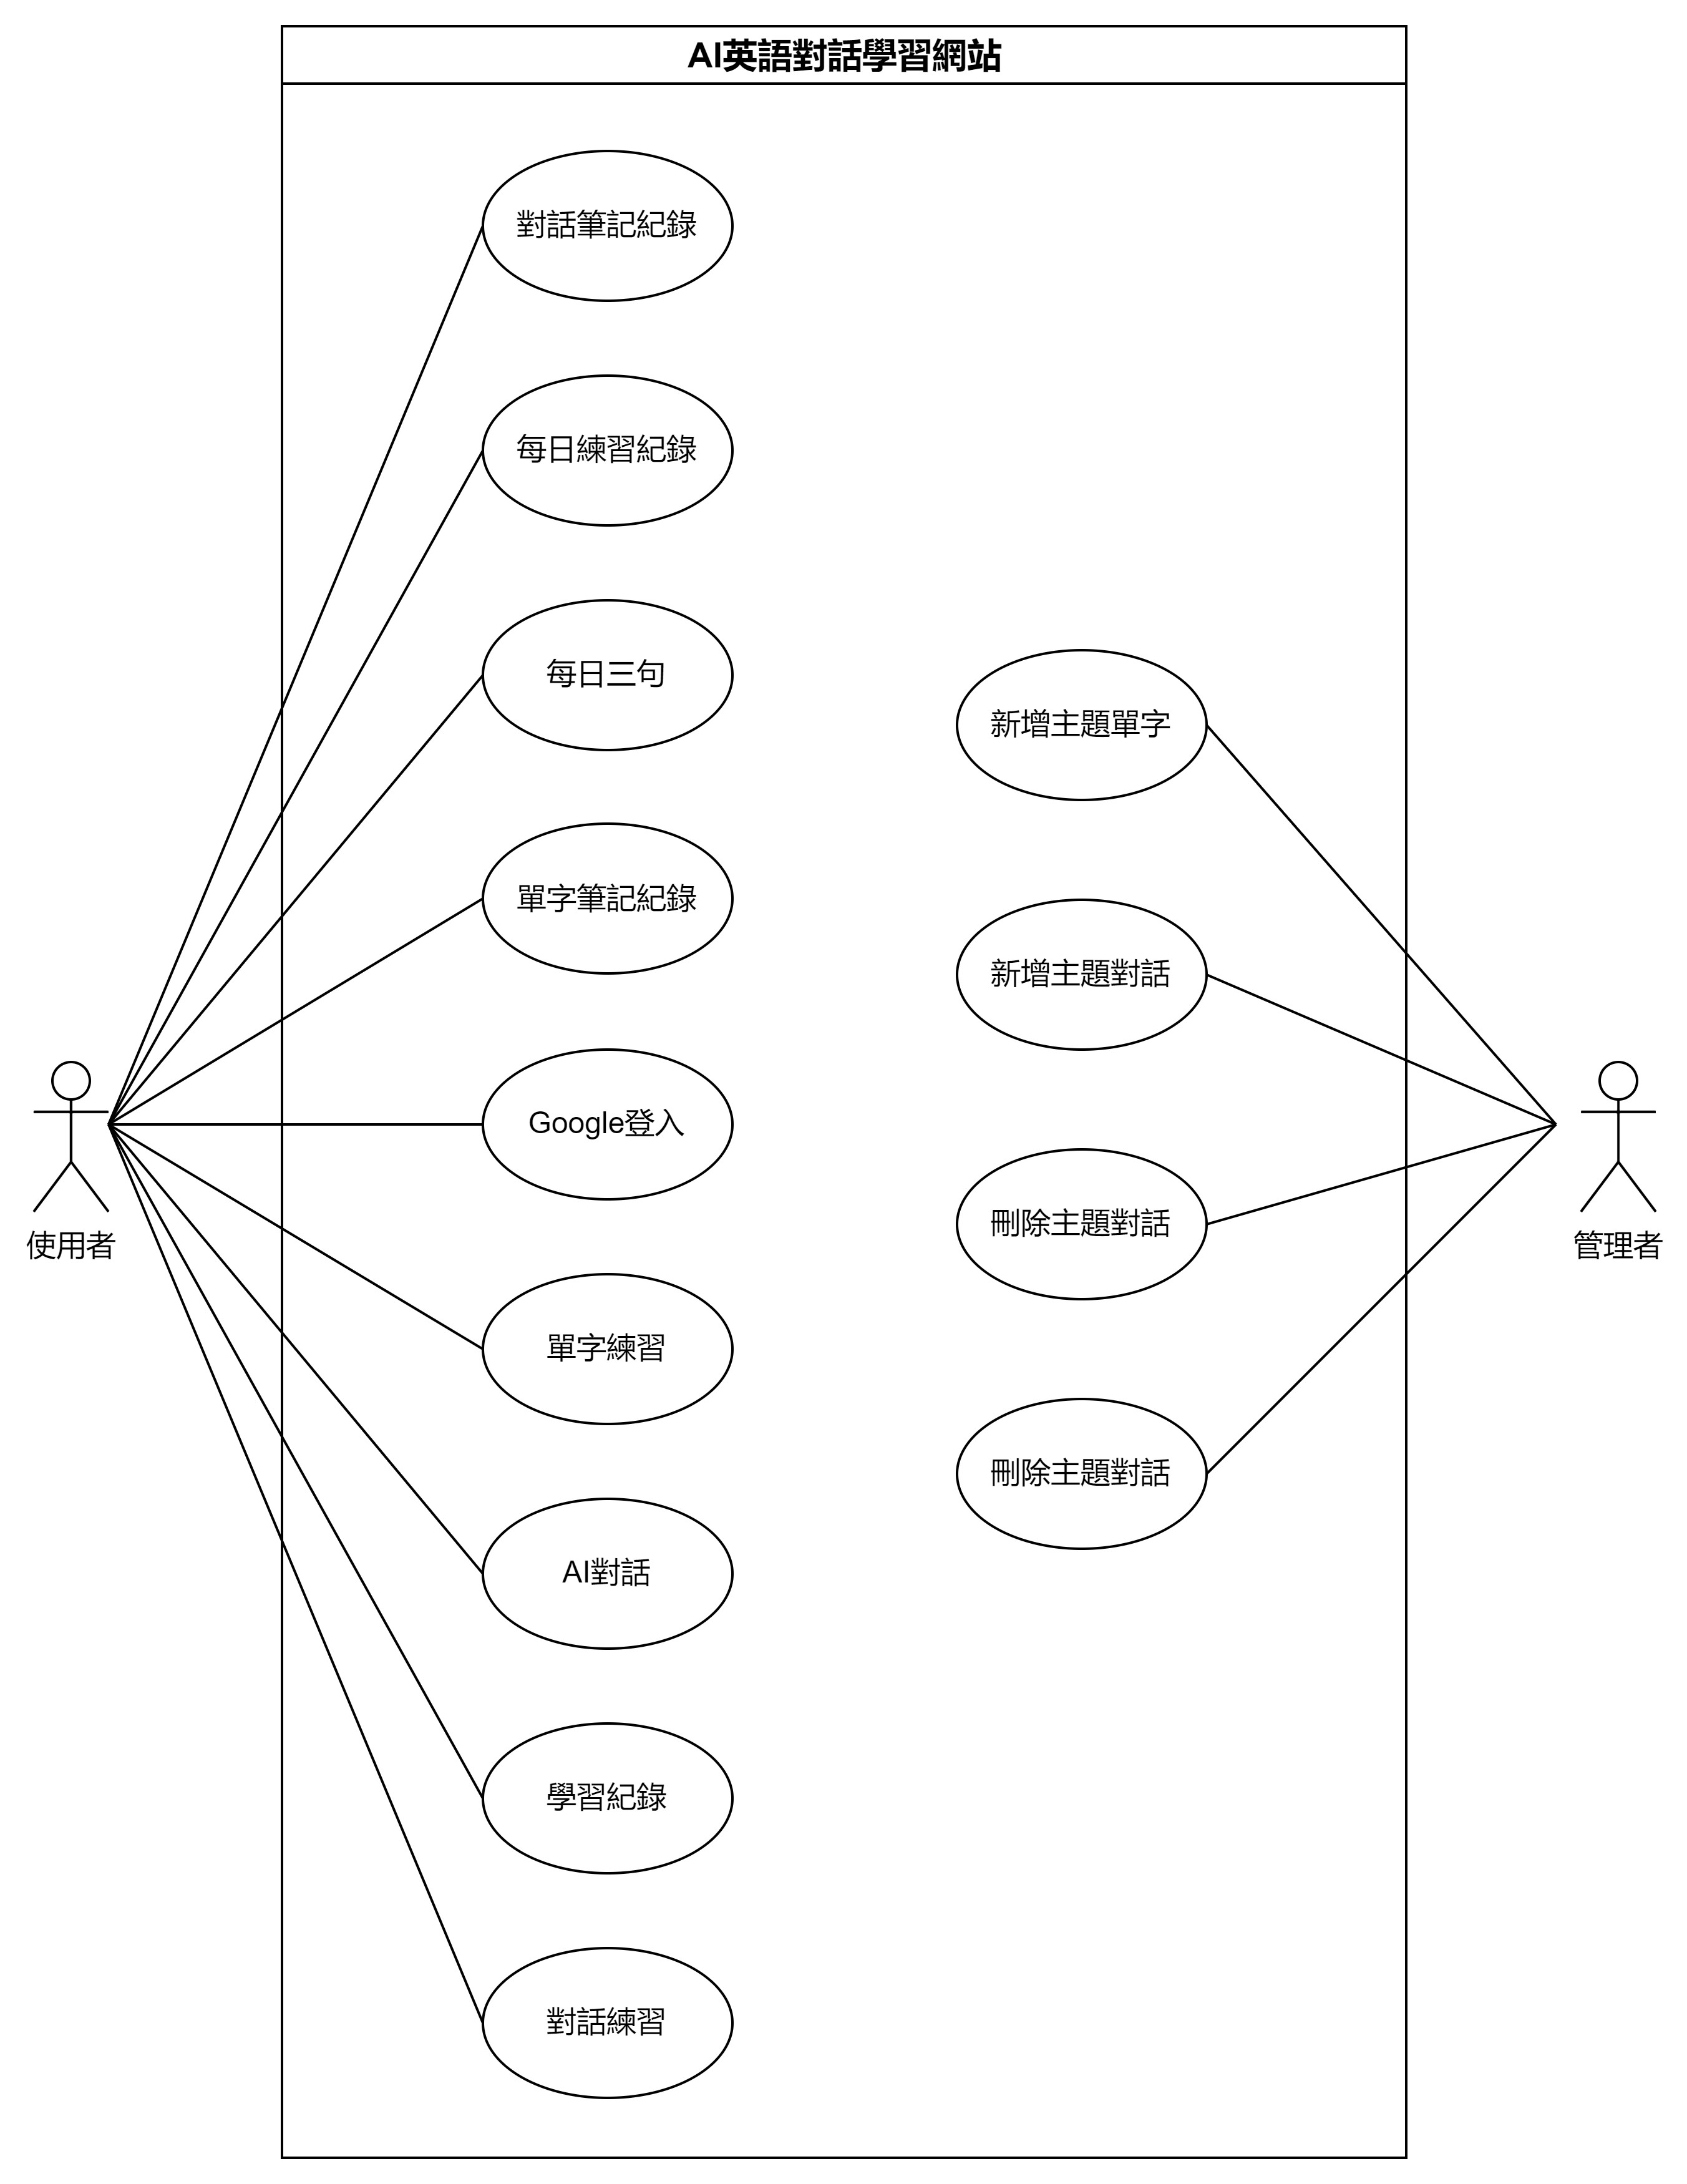 AI英語對話學習網站
對話筆記紀錄
每日練習紀錄
每日三句
單字筆記紀錄
Google登入
單字練習
AI對話
學習紀錄
對話練習
新增主題單字
新增主題對話
刪除主題對話
刪除主題對話
使用者
管理者